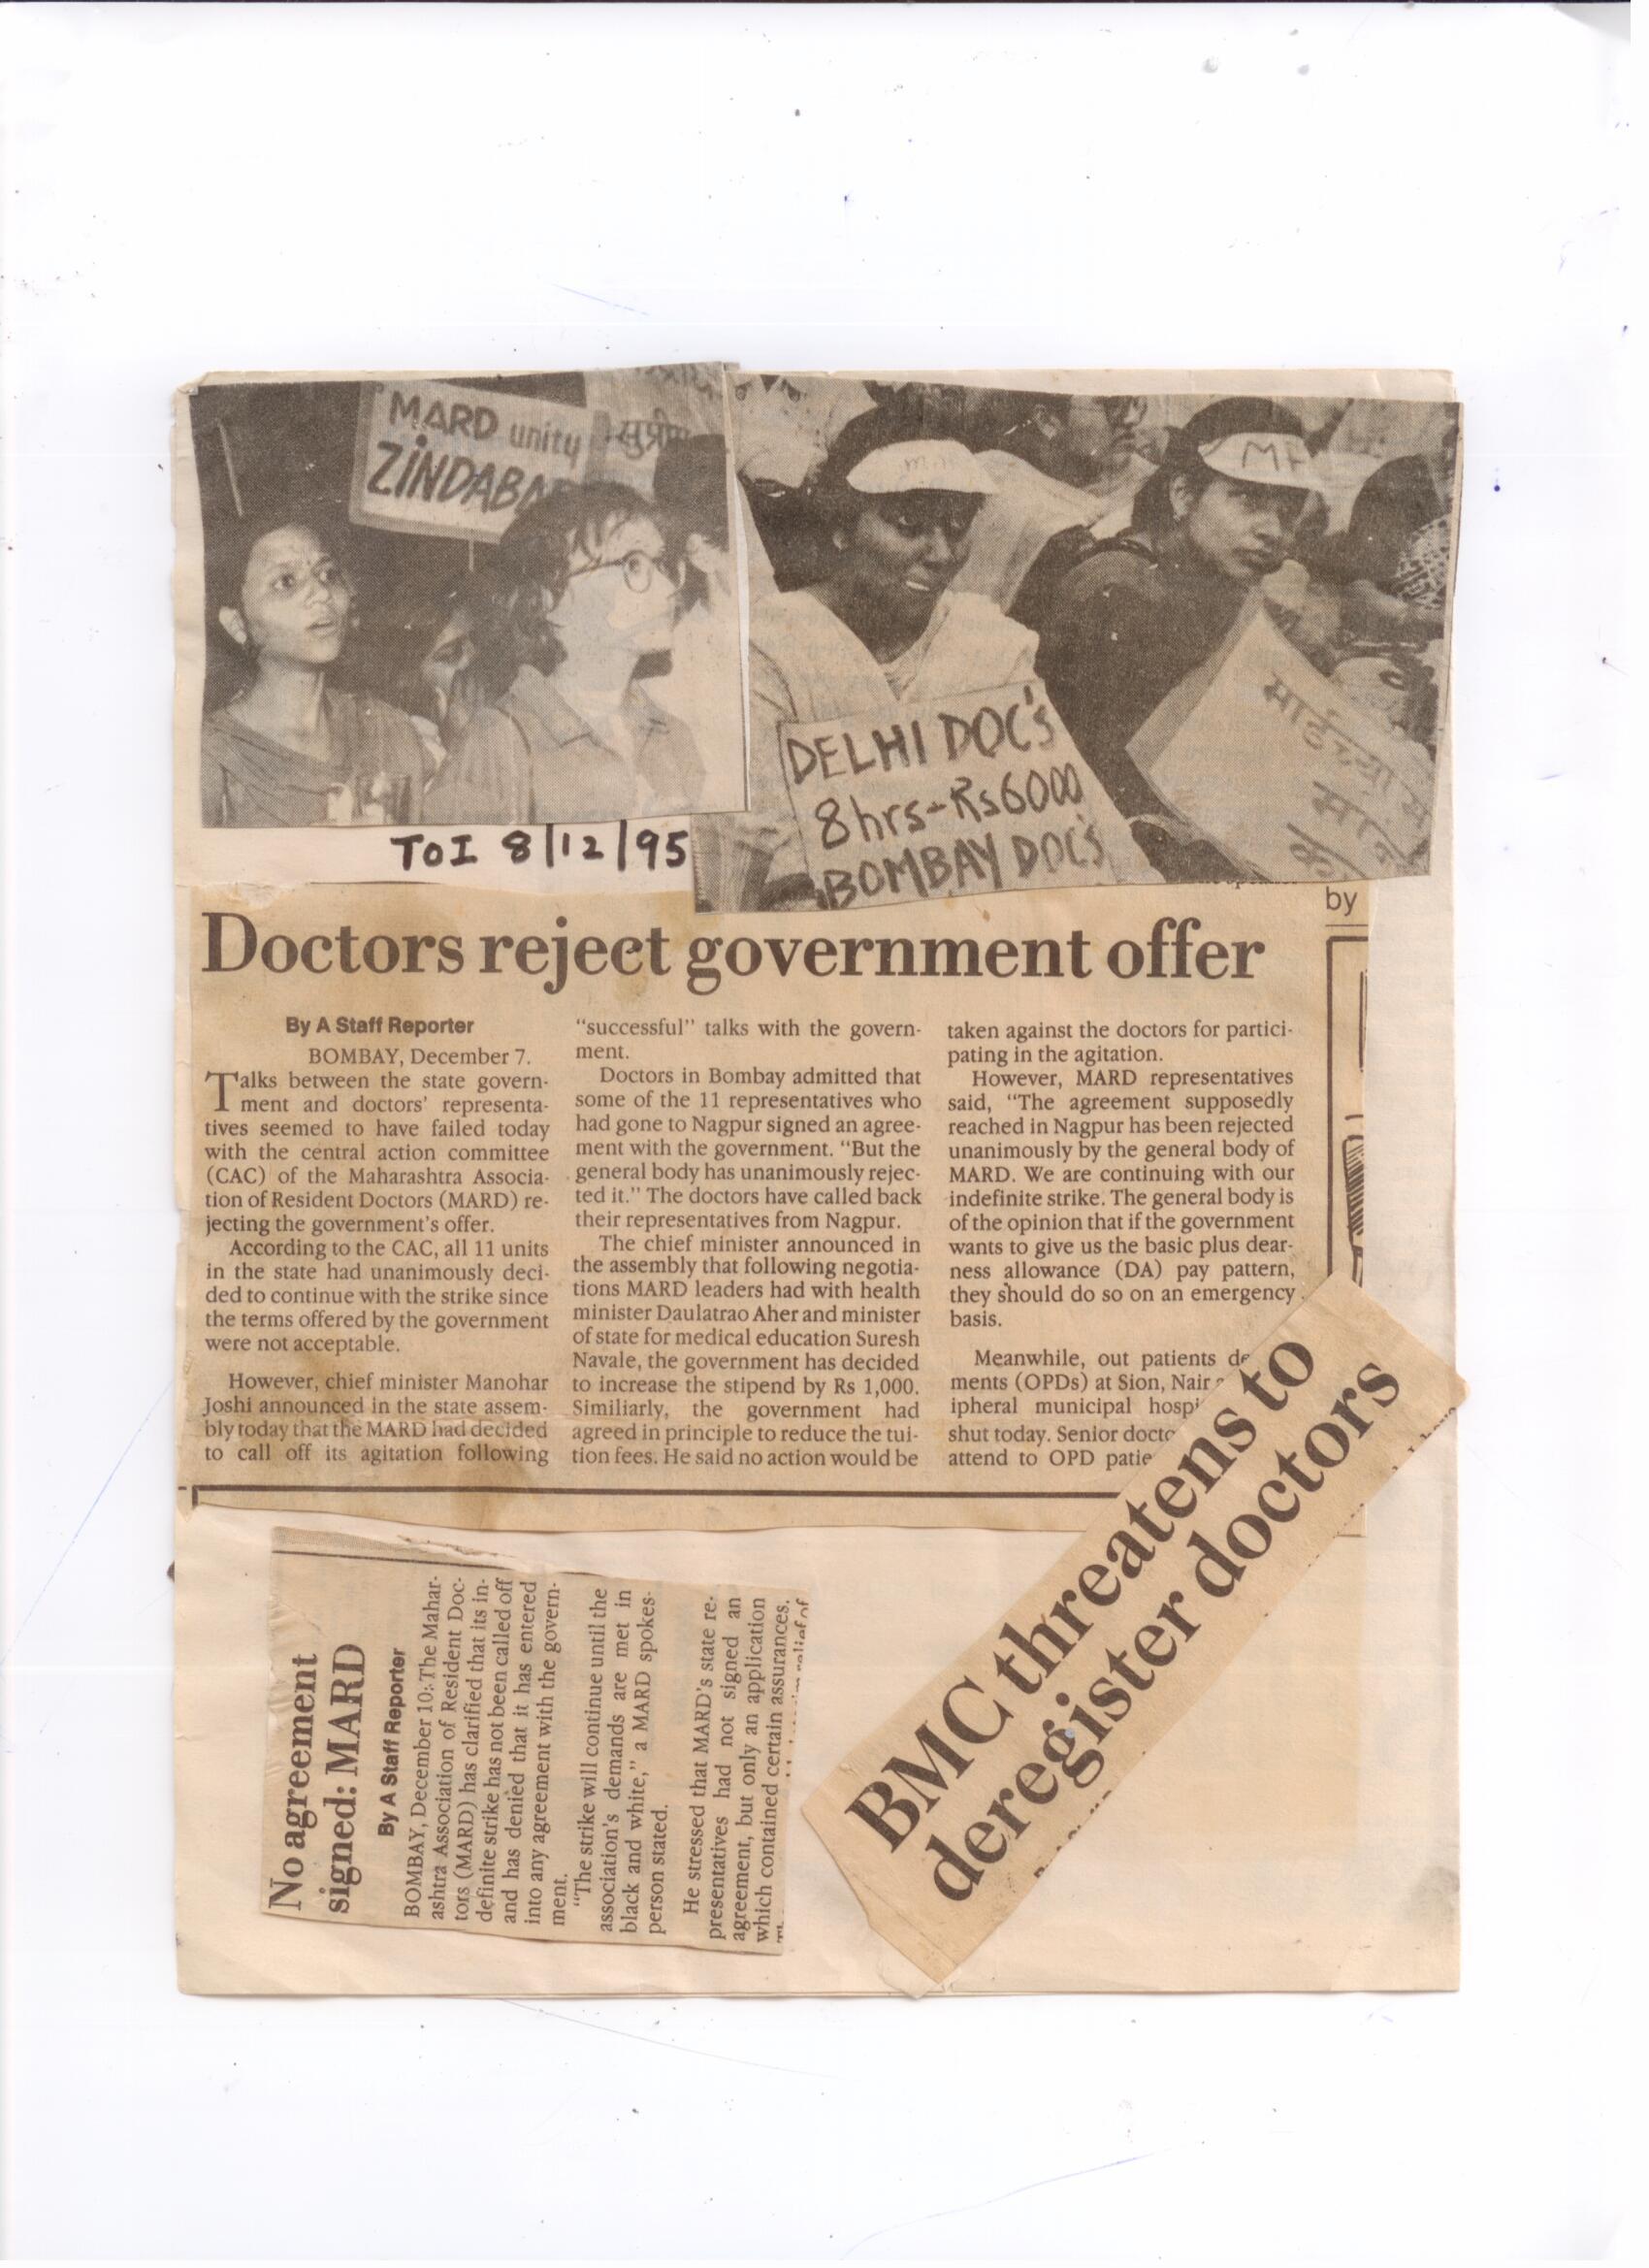 MARD unity
ZINDABA
DELHI DOC'S
8hrs-Rs6000
BOMBAY DOC'S
TOI 8/12/95
by
Doctors reject government offer
By A Staff Reporter
BOMBAY, December 7.
Talks between the state govern-
ment and doctors' representa-
tives seemed to have failed today
with the central action committee
(CAC) of the Maharashtra Associa-
tion of Resident Doctors (MARD) re-
jecting the government's offer.
According to the CAC, all 11 units
in the state had unanimously deci-
ded to continue with the strike since
the terms offered by the government
were not acceptable.
However, chief minister Manohar
Joshi announced in the state assem-
bly today that the MARD had decided
to call off its agitation following
"successful" talks with the govern-
ment.
Doctors in Bombay admitted that
some of the 11 representatives who
had gone to Nagpur signed an agree-
ment with the government. "But the
general body has unanimously rejec-
ted it." The doctors have called back
their representatives from Nagpur.
The chief minister announced in
the assembly that following negotia-
tions MARD leaders had with health
minister Daulatrao Aher and minister
of state for medical education Suresh
Navale, the government has decided
to increase the stipend by Rs 1,000.
Similiarly, the government had
agreed in principle to reduce the tui-
tion fees. He said no action would be
taken against the doctors for partici-
pating in the agitation.
However, MARD representatives
said, "The agreement supposedly
reached in Nagpur has been rejected
unanimously by the general body of
MARD. We are continuing with our
indefinite strike. The general body is
of the opinion that if the government
wants to give us the basic plus dear-
ness allowance (DA) pay pattern,
they should do so on an emergency
basis.
Meanwhile, out patients de
ments (OPDs) at Sion, Nair
ipheral municipal hospi
shut today. Senior docto
attend to OPD patie
No agreement
signed: MARD
By A Staff Reporter
BOMBAY, December 10: The Mahar-
ashtra Association of Resident Doc-
tors (MARD) has clarified that its in-
definite strike has not been called off
and has denied that it has entered
into any agreement with the govern-
ment.
"The strike will continue until the
association's demands are met in
black and white," a MARD spokes-
person stated.
He stressed that MARD's state re-
presentatives had not signed an
agreement, but only an application
which contained certain assurances.
BMC threatens to
deregister doctors